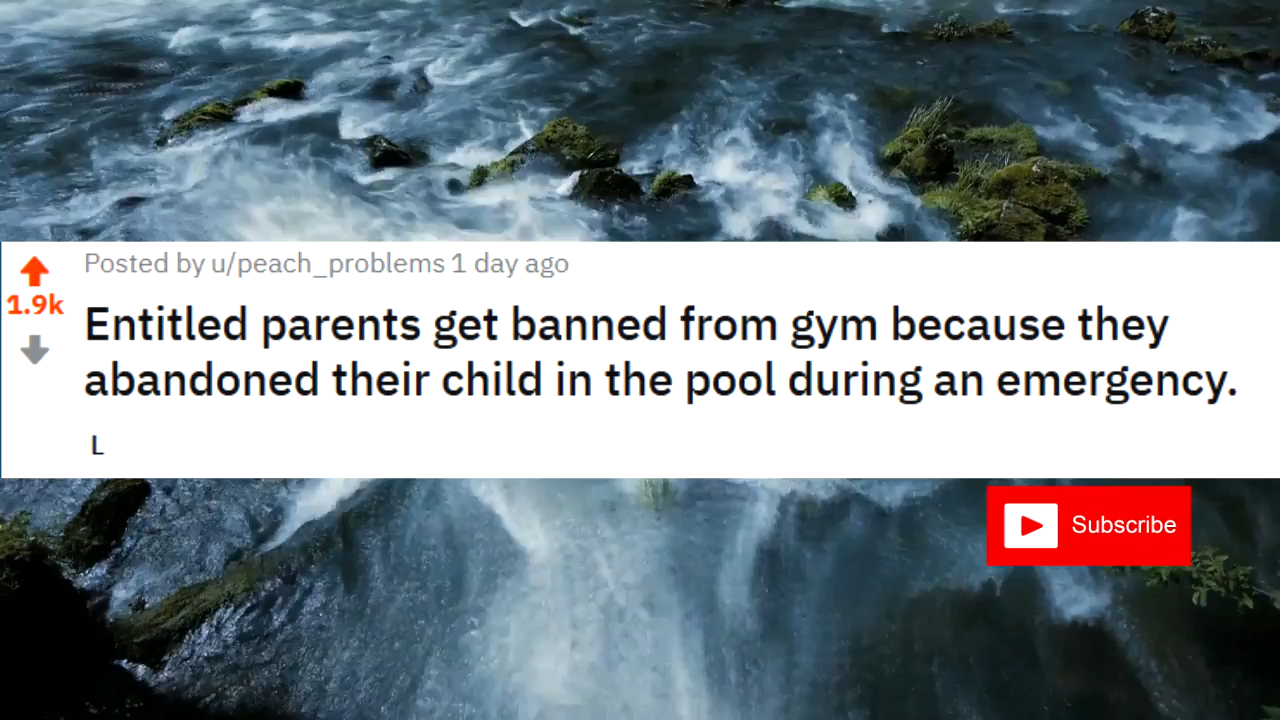 Posted by u/peach_problems 1 day ago
1.9k
Entitled parents get banned from gym because they
abandoned their child in the pool during an emergency.
L
Subscribe